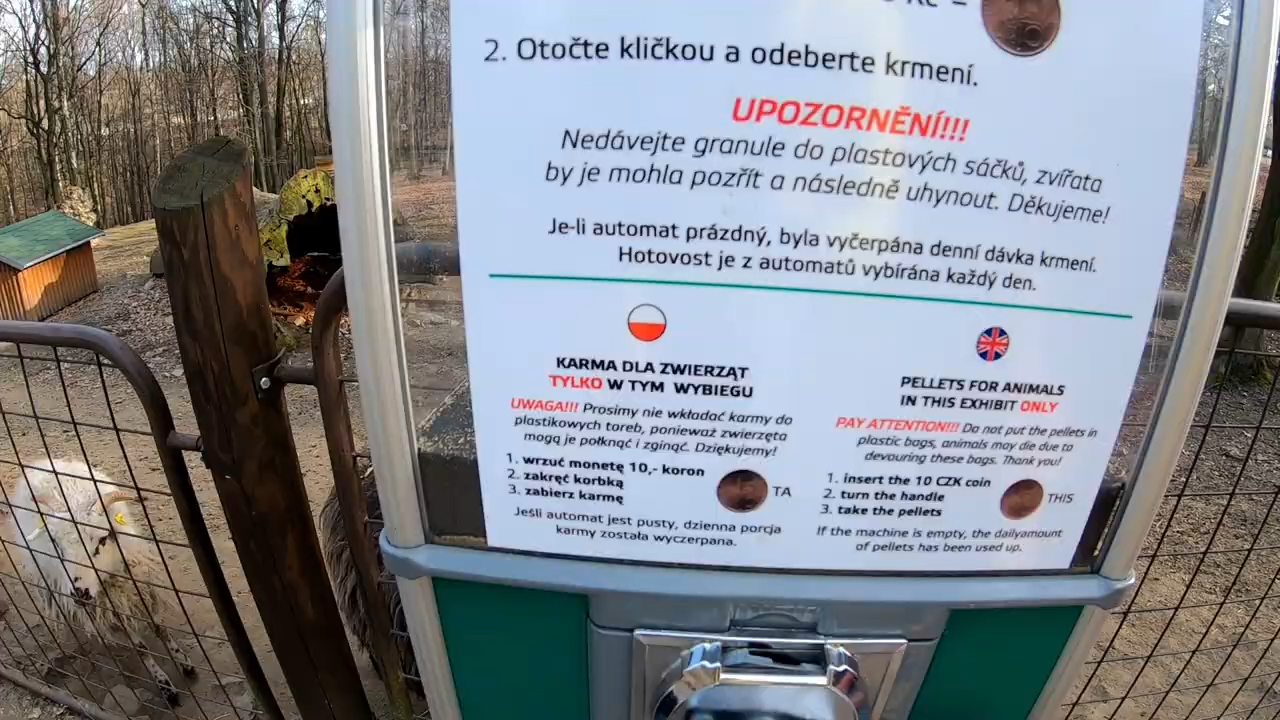 Kč =
2. Otočte kličkou a odeberte krmení.
UPOZORNĚNÍ!!!
Nedávejte granule do plastových sáčků, zvířata
by je mohla pozřít a následně uhynout. Děkujeme!
Je-li automat prázdný, byla vyčerpána denní dávka krmení.
Hotovost je z automatů vybírána každý den.
KARMA DLA ZWIERZĄT
TYLKO W TYM WYBIEGU
UWAGA!!! Prosimy nie wkładać karmy do
plastikowych toreb, ponieważ zwierzęta
mogą je połknąć i zginąć. Dziękujemy!
1. wrzuć monetę 10,- koron
2. zakręć korbką
3. zabierz karmę
TA
Jeśli automat jest pusty, dzienna porcja
karmy została wyczerpana.
PELLETS FOR ANIMALS
IN THIS EXHIBIT ONLY
PAY ATTENTION!!! Do not put the pellets in
plastic bags, animals may die due to
devouring these bags. Thank you!
1. insert the 10 CZK coin
2. turn the handle
3. take the pellets
THIS
If the machine is empty, the dailyamount
of pellets has been used up.